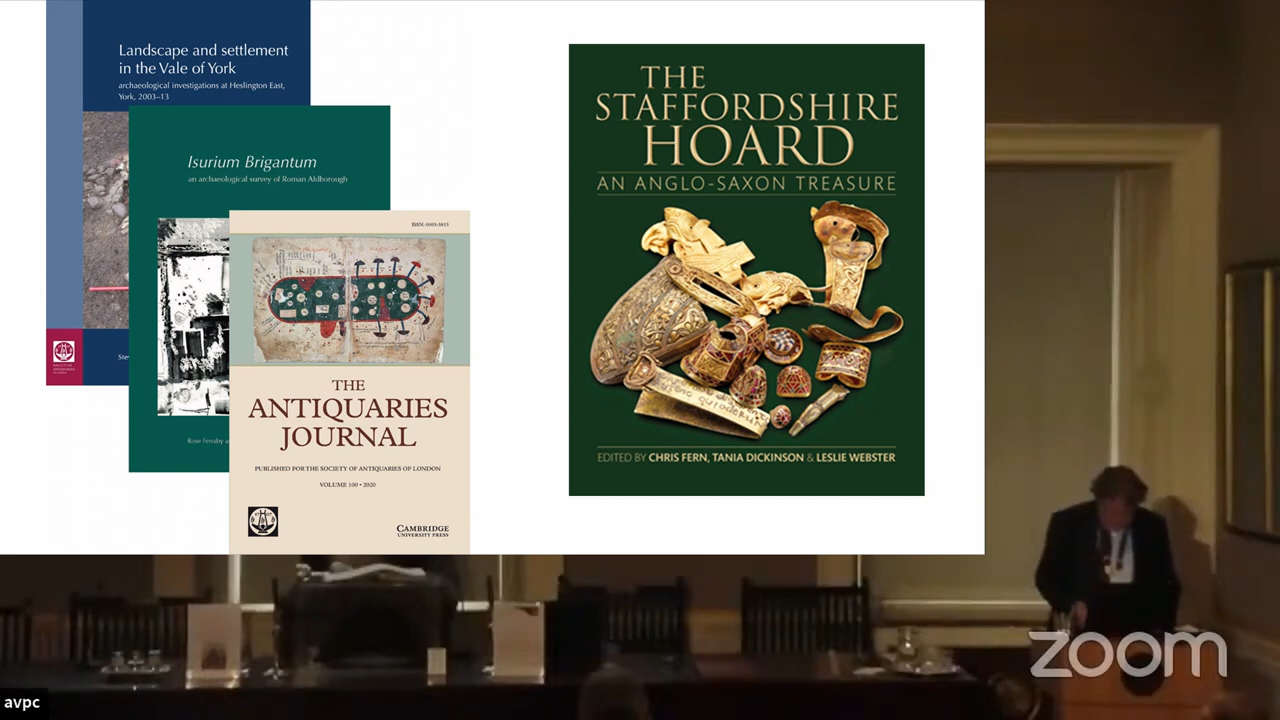 Landscape and settlement
in the Vale of York
archaeological investigations at Heslington East,
York, 2003–13
Isurium Brigantum
an archaeological survey of Roman Aldborough
ISSN: 0003-5815
THE
ANTIQUARIES
JOURNAL
PUBLISHED FOR THE SOCIETY OF ANTIQUARIES OF LONDON
VOLUME 100 • 2020
CAMBRIDGE
UNIVERSITY PRESS
THE
STAFFORDSHIRE
HOARD
AN ANGLO-SAXON TREASURE
EDITED BY CHRIS FERN, TANIA DICKINSON & LESLIE WEBSTER
zoom
avpc